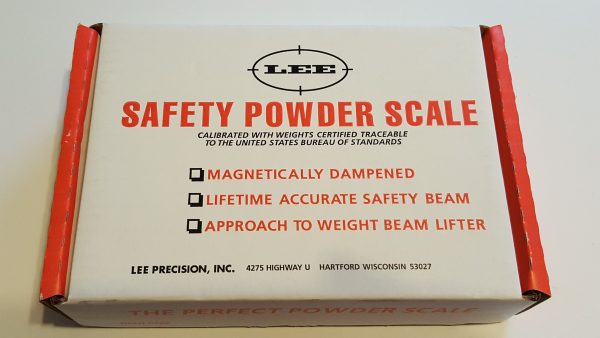 LEE
SAFETY POWDER SCALE
CALIBRATED WITH WEIGHTS CERTIFIED TRACEABLE
TO THE UNITED STATES BUREAU OF STANDARDS
MAGNETICALLY DAMPENED
LIFETIME ACCURATE SAFETY BEAM
APPROACH TO WEIGHT BEAM LIFTER
LEE PRECISION, INC. 4275 HIGHWAY U HARTFORD WISCONSIN 53027
THE PERFECT POWDER SCALE